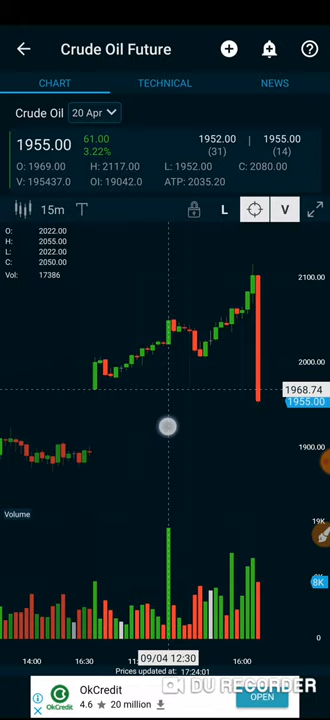 Crude Oil Future
CHART TECHNICAL NEWS
Crude Oil 20 Apr
1955.00 61.00 3.22% 1952.00 (31) | 1955.00 (14)
O: 1969.00 H: 2117.00 L: 1952.00 C: 2080.00
V: 195437.0 OI: 19042.0 ATP: 2035.20
15m T L V
O: 2022.00
H: 2055.00
L: 2022.00
C: 2050.00
Vol: 17386
2100.00
2000.00
1968.74
1955.00
1900.00
Volume
19K
8K
0
14:00 16:30 09/04 12:30 16:00
Prices updated at: 17:24:01
DU RECORDER
OkCredit
4.6 ★ 20 million
OPEN